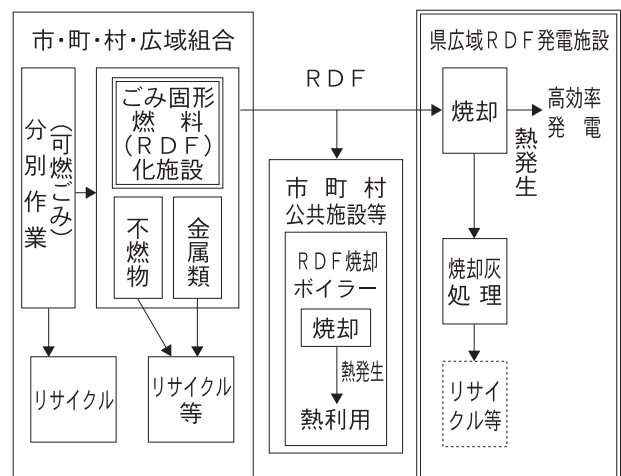 市・町・村・広域組合
分別作業
(可燃ごみ)
ごみ固形
燃料
(RDF)
化施設
不燃物
金属類
リサイクル
リサイクル
等
RDF
市町村
公共施設等
RDF焼却
ボイラー
焼却
熱発生
熱利用
県広域RDF発電施設
焼却
熱発生
高効率
発電
焼却灰
処理
リサイ
クル等